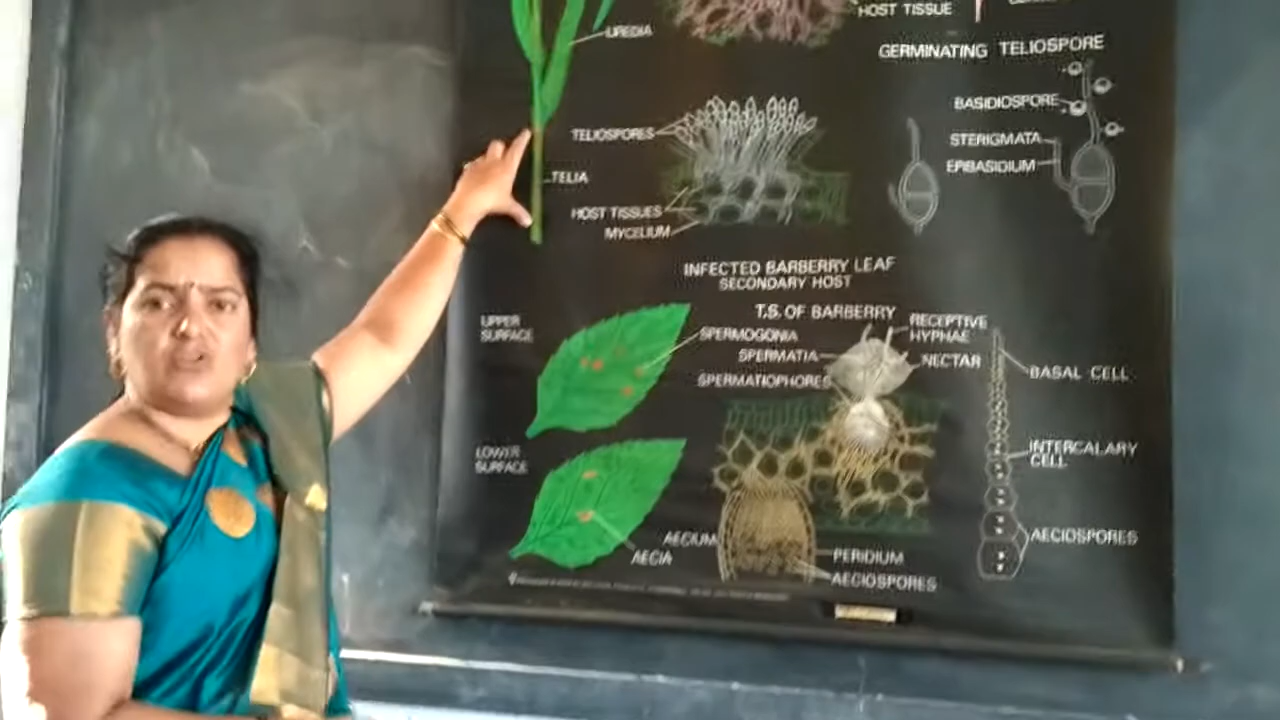 HOST TISSUE
UREDIA
GERMINATING TELIOSPORE
BASIDIOSPORE
TELIOSPORES
STERIGMATA
EPIBASIDIUM
TELIA
HOST TISSUES
MYCELIUM
INFECTED BARBERRY LEAF
SECONDARY HOST
T.S. OF BARBERRY
UPPER
SURFACE
SPERMOGONIA
RECEPTIVE
HYPHAE
SPERMATIA
NECTAR
SPERMATIOPHORES
BASAL CELL
LOWER
SURFACE
INTERCALARY
CELL
AECIUM
AECIA
PERIDIUM
AECIOSPORES
AECIOSPORES